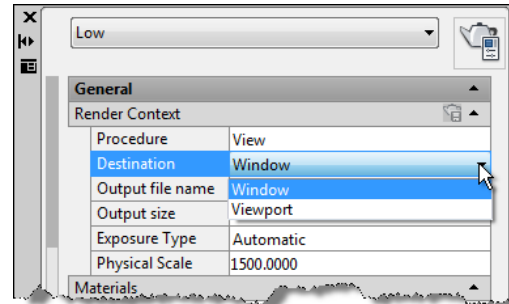 Low
General
Render Context
Procedure View
Destination Window
Output file name Window
Output size Viewport
Exposure Type Automatic
Physical Scale 1500.0000
Materials